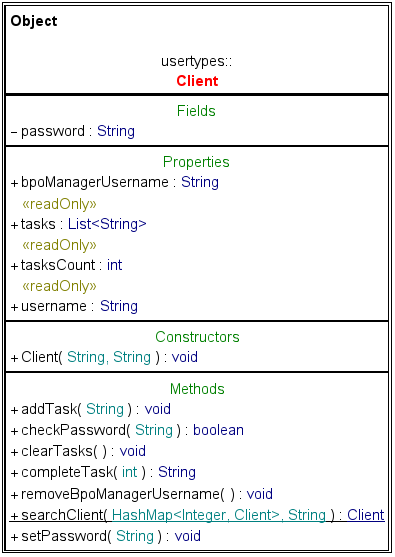 Object
usertypes::
Client
Fields
− password : String
Properties
+ bpoManagerUsername : String
«readOnly»
+ tasks : List<String>
«readOnly»
+ tasksCount : int
«readOnly»
+ username : String
Constructors
+ Client( String, String ) : void
Methods
+ addTask( String ) : void
+ checkPassword( String ) : boolean
+ clearTasks( ) : void
+ completeTask( int ) : String
+ removeBpoManagerUsername( ) : void
+ searchClient( HashMap<Integer, Client>, String ) : Client
+ setPassword( String ) : void